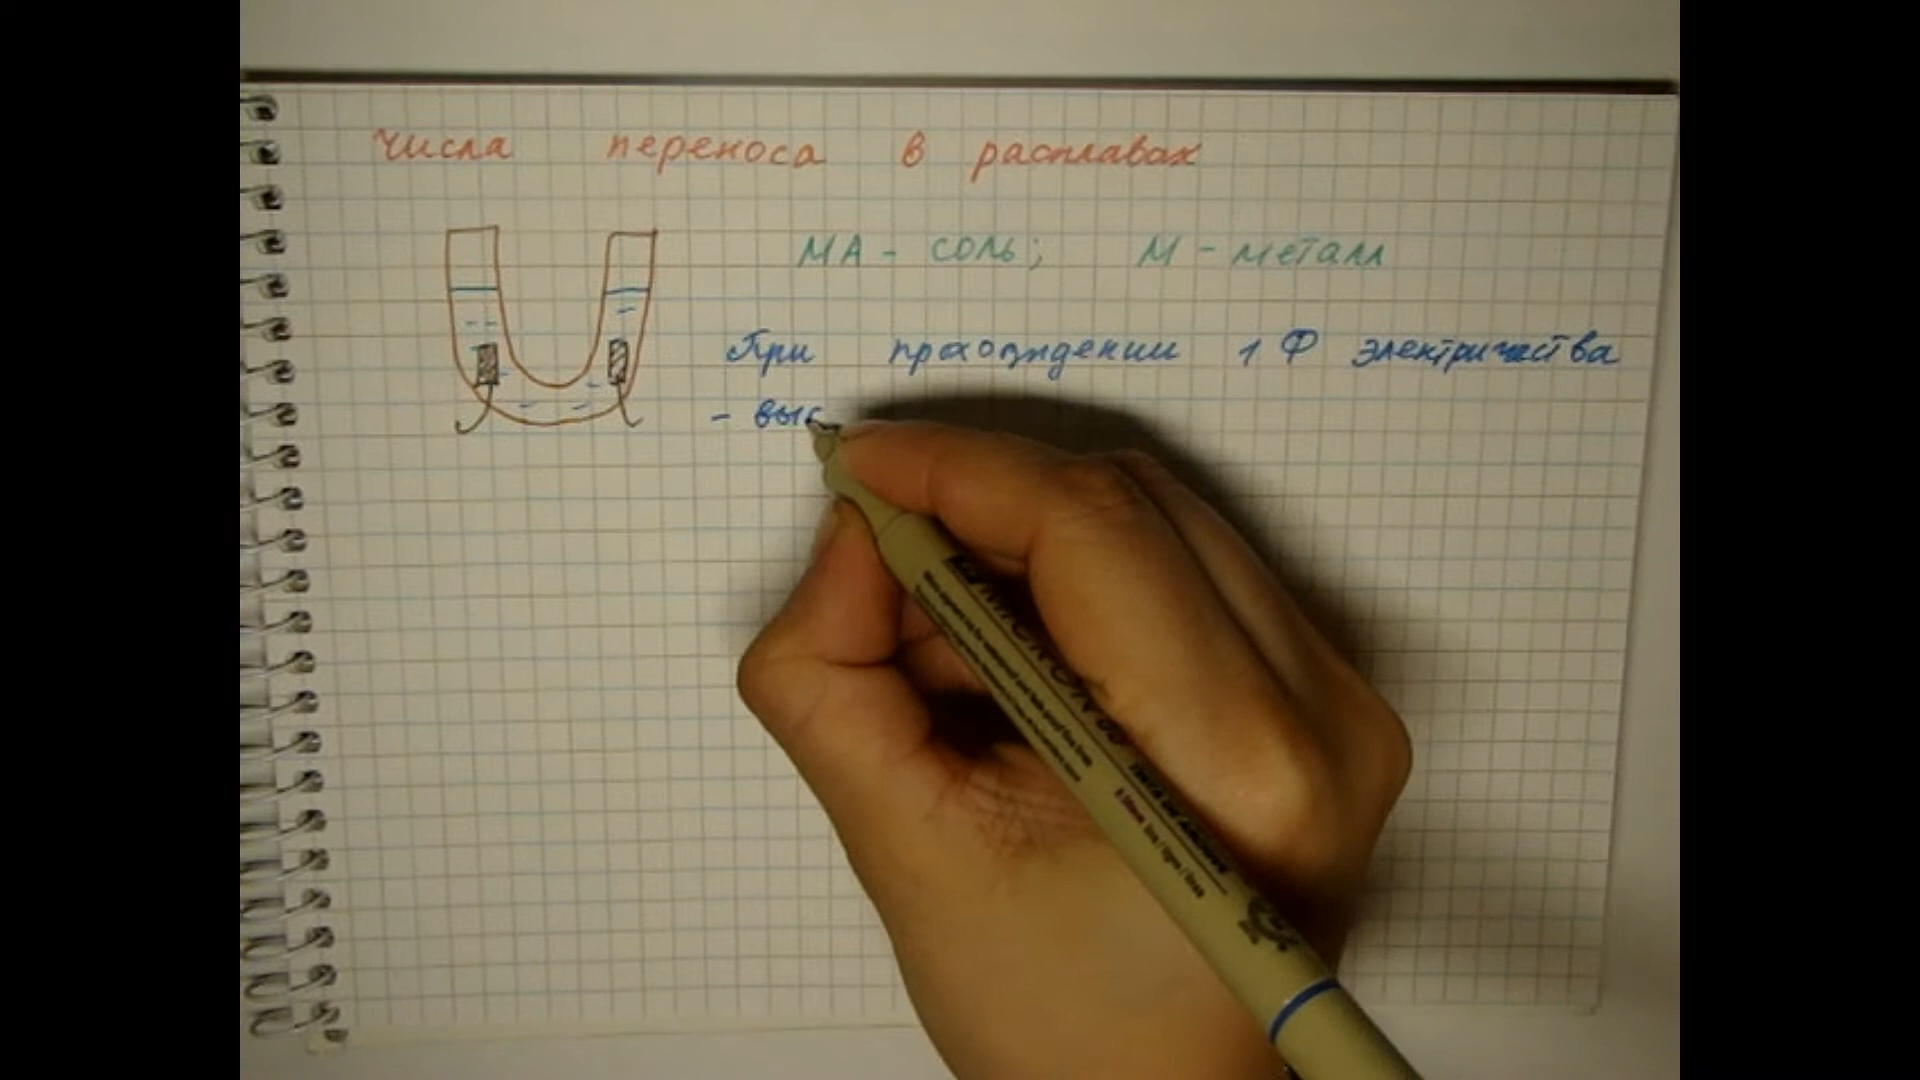 числа переноса в расплавах
МА - соль; М - металл
При прохождении 1 Ф электричества
- выс